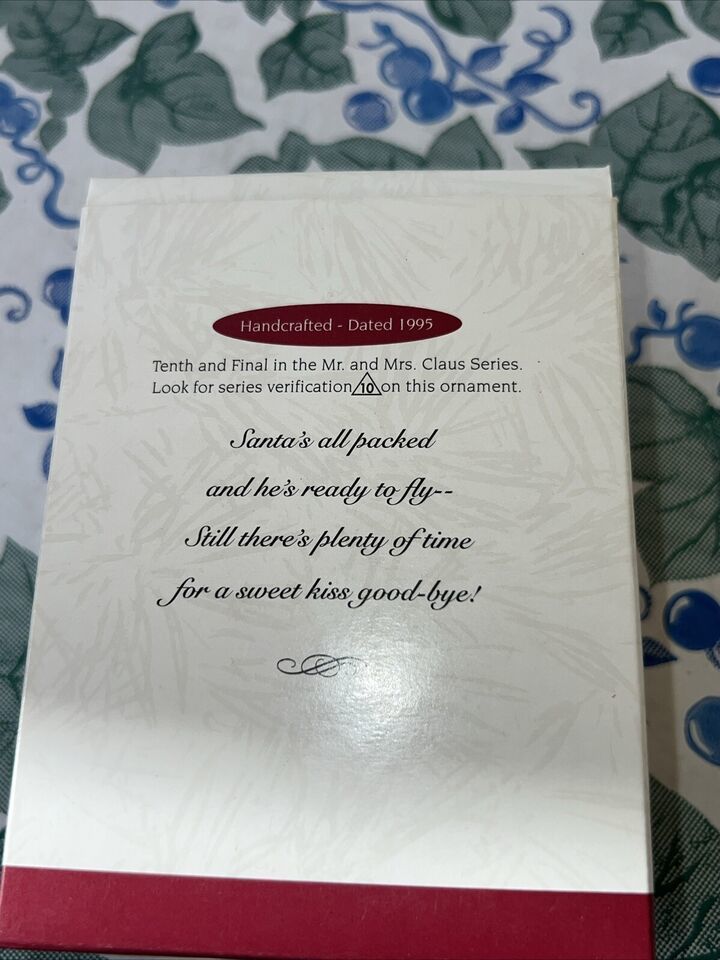 Handcrafted - Dated 1995
Tenth and Final in the Mr. and Mrs. Claus Series.
Look for series verification 10 on this ornament.
Santa's all packed
and he's ready to fly--
Still there's plenty of time
for a sweet kiss good-bye!